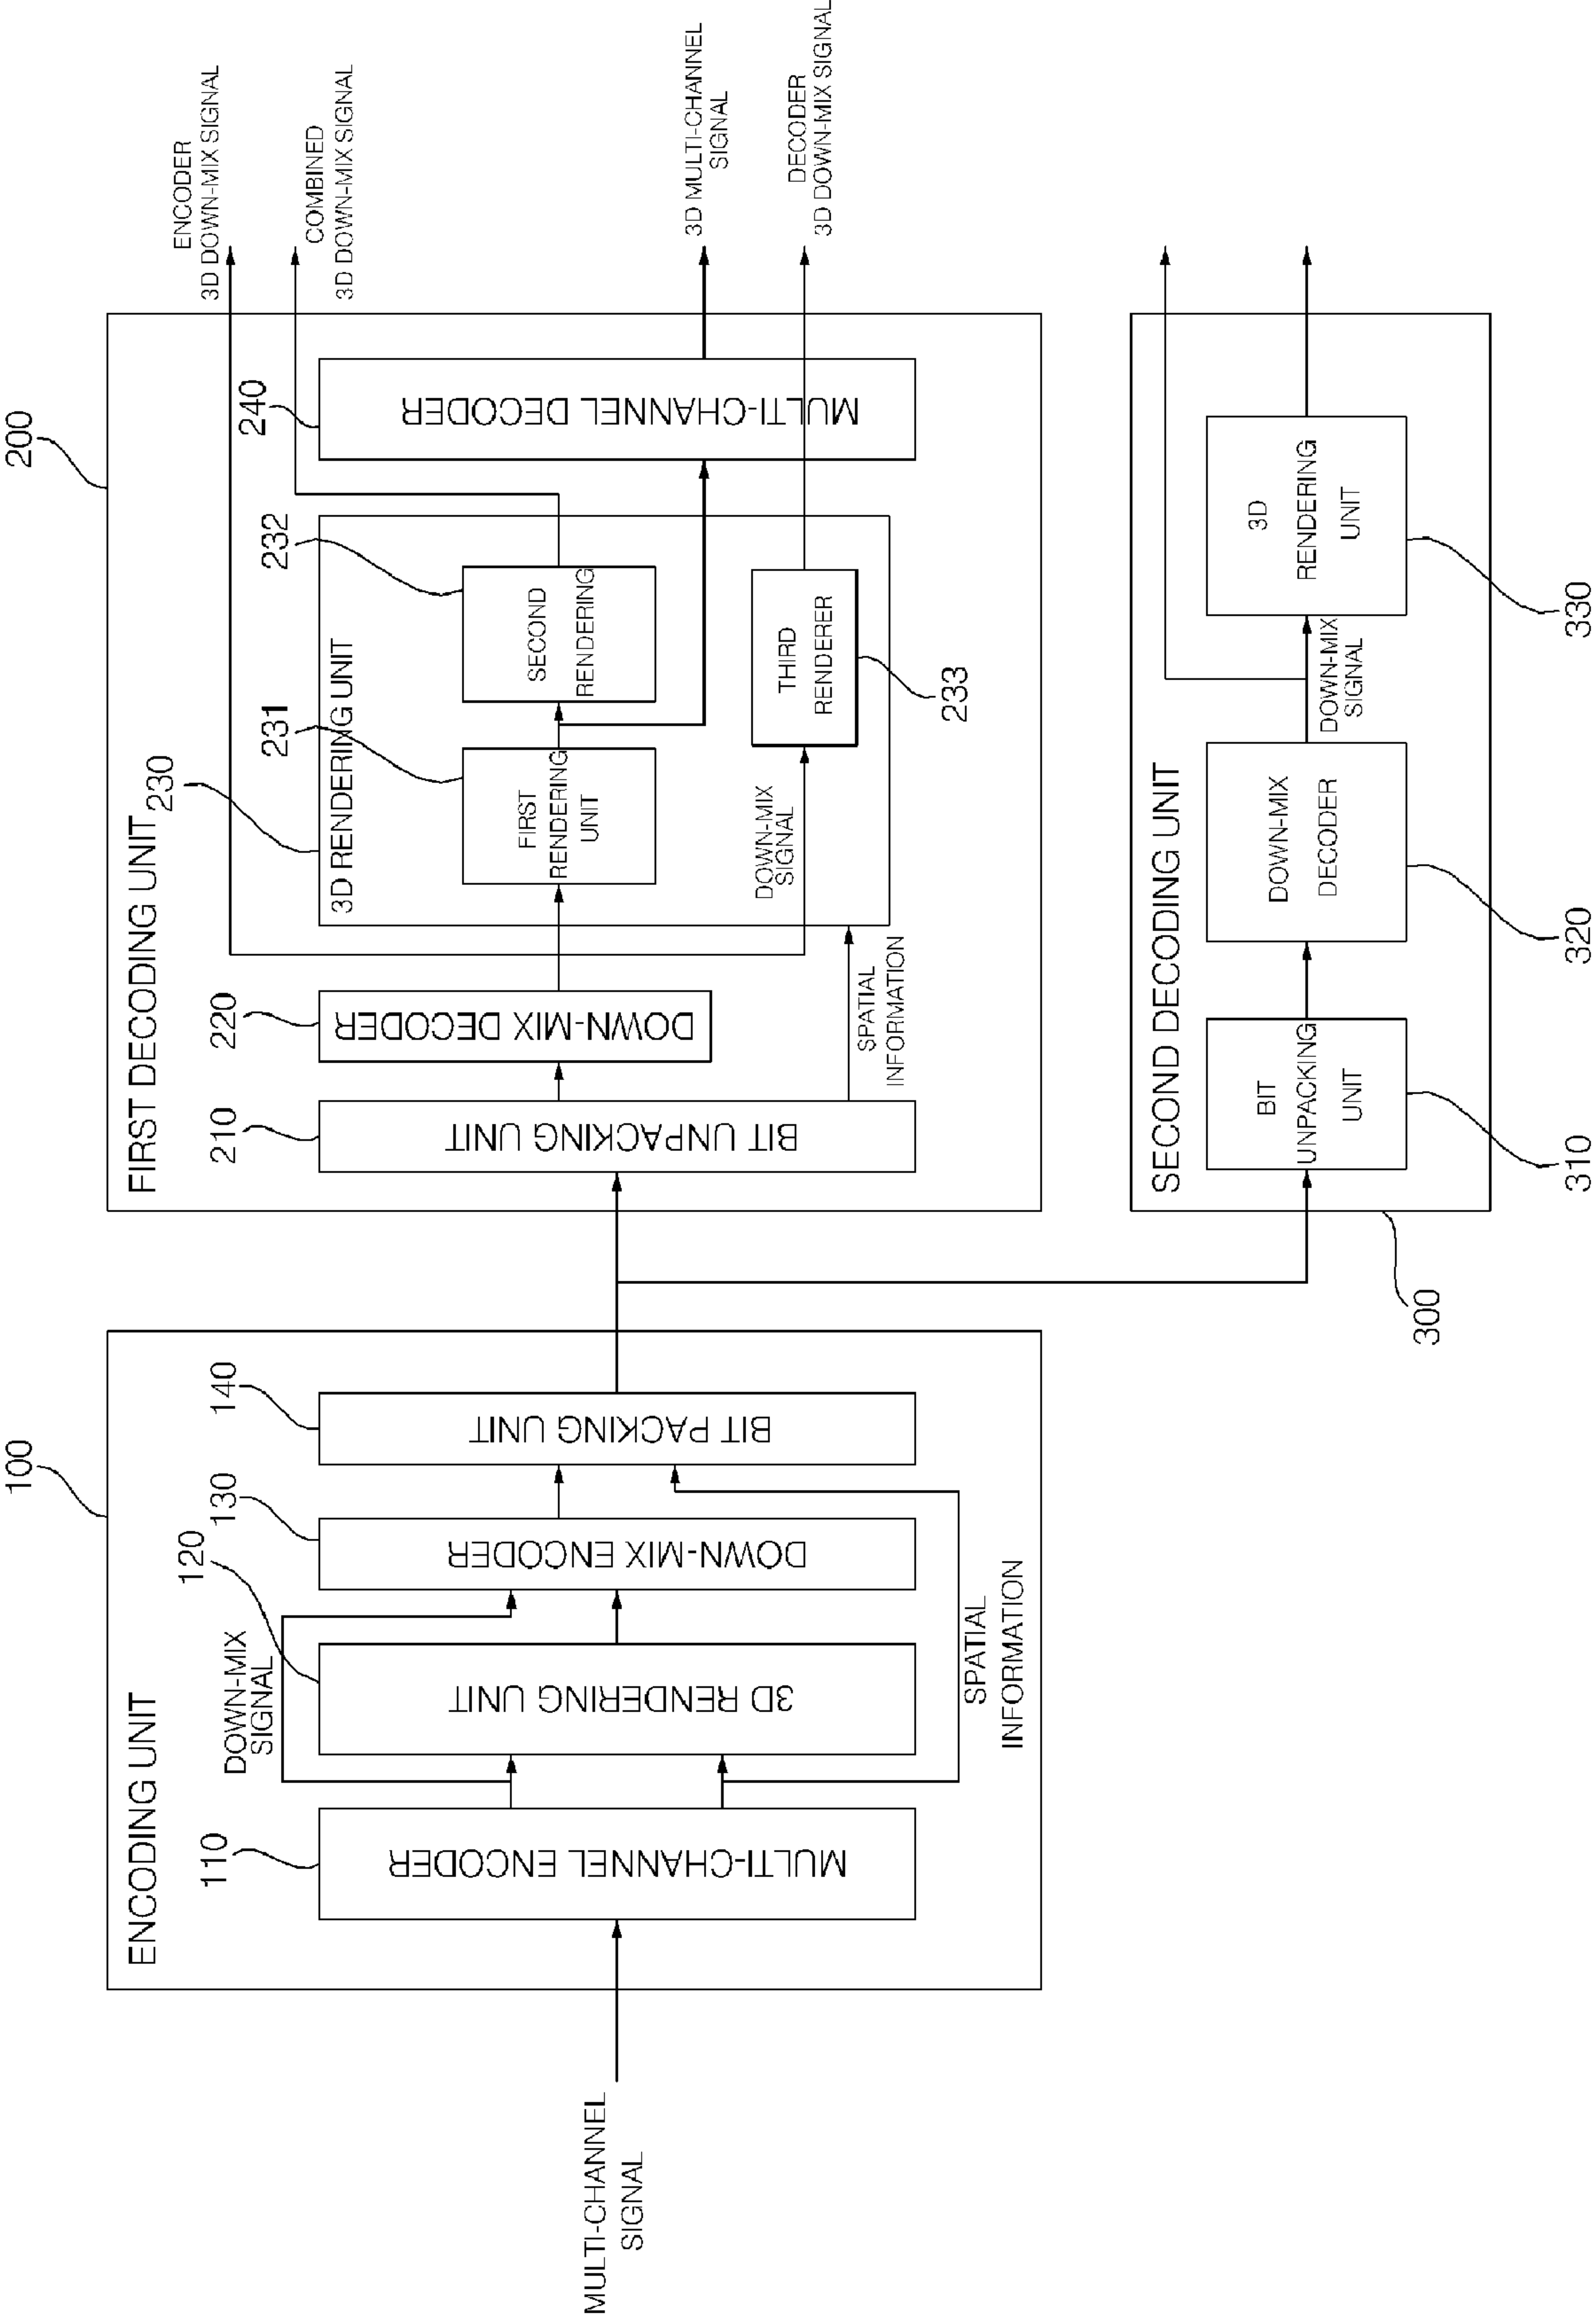 100
ENCODING UNIT
MULTI-CHANNEL
SIGNAL
110
MULTI-CHANNEL ENCODER
DOWN-MIX
SIGNAL
120
3D RENDERING UNIT
130
DOWN-MIX ENCODER
140
BIT PACKING UNIT
SPATIAL
INFORMATION
200
FIRST DECODING UNIT
210
BIT UNPACKING UNIT
220
DOWN-MIX DECODER
SPATIAL
INFORMATION
230
3D RENDERING UNIT
231
FIRST
RENDERING
UNIT
232
SECOND
RENDERING
DOWN-MIX
SIGNAL
THIRD
RENDERER
233
240
MULTI-CHANNEL DECODER
ENCODER
3D DOWN-MIX SIGNAL
COMBINED
3D DOWN-MIX SIGNAL
3D MULTI-CHANNEL
SIGNAL
DECODER
3D DOWN-MIX SIGNAL
300
SECOND DECODING UNIT
BIT
UNPACKING
UNIT
310
DOWN-MIX
DECODER
320
DOWN-MIX
SIGNAL
3D
RENDERING
UNIT
330